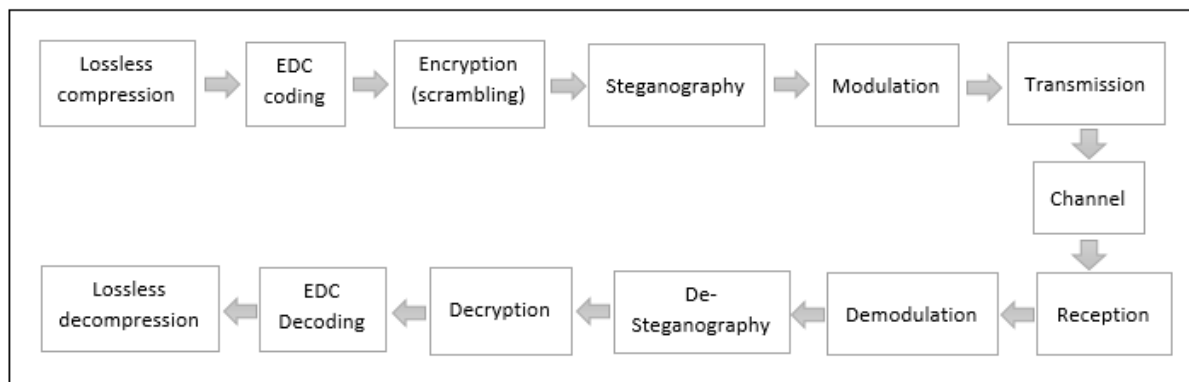 Lossless
compression
EDC
coding
Encryption
(scrambling)
Steganography
Modulation
Transmission
Channel
Reception
Demodulation
De-
Steganography
Decryption
EDC
Decoding
Lossless
decompression